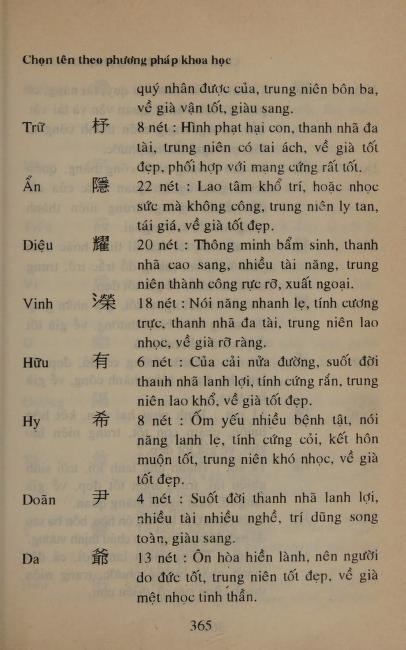 Chọn tên theo phương pháp khoa học
quý nhân được của, trung niên bôn ba,
về già vận tốt, giàu sang.
Trữ 杼 8 nét : Hình phạt hại con, thanh nhã đa
tài, trung niên có tai ách, về già tốt
đẹp, phối hợp với mạng cứng rất tốt.
Ẩn 隱 22 nét : Lao tâm khổ trí, hoặc nhọc
sức mà không công, trung niên ly tan,
tái giá, về già tốt đẹp.
Diệu 耀 20 nét : Thông minh bẩm sinh, thanh
nhã cao sang, nhiều tài năng, trung
niên thành công rực rỡ, xuất ngoại.
Vinh 濚 18 nét : Nói năng nhanh lẹ, tính cương
trực, thanh nhã đa tài, trung niên lao
nhọc, về già rỡ ràng.
Hữu 有 6 nét : Của cải nửa đường, suốt đời
thanh nhã lanh lợi, tính cứng rắn, trung
niên lao khổ, về già tốt đẹp.
Hy 希 8 nét : Ốm yếu nhiều bệnh tật, nói
năng lanh lẹ, tính cứng cỏi, kết hôn
muộn tốt, trung niên khó nhọc, về già
tốt đẹp.
Doãn 尹 4 nét : Suốt đời thanh nhã lanh lợi,
nhiều tài nhiều nghề, trí dũng song
toàn, giàu sang.
Da 爺 13 nét : Ôn hòa hiền lành, nên người
do đức tốt, trung niên tốt đẹp, về già
mệt nhọc tinh thần.
365